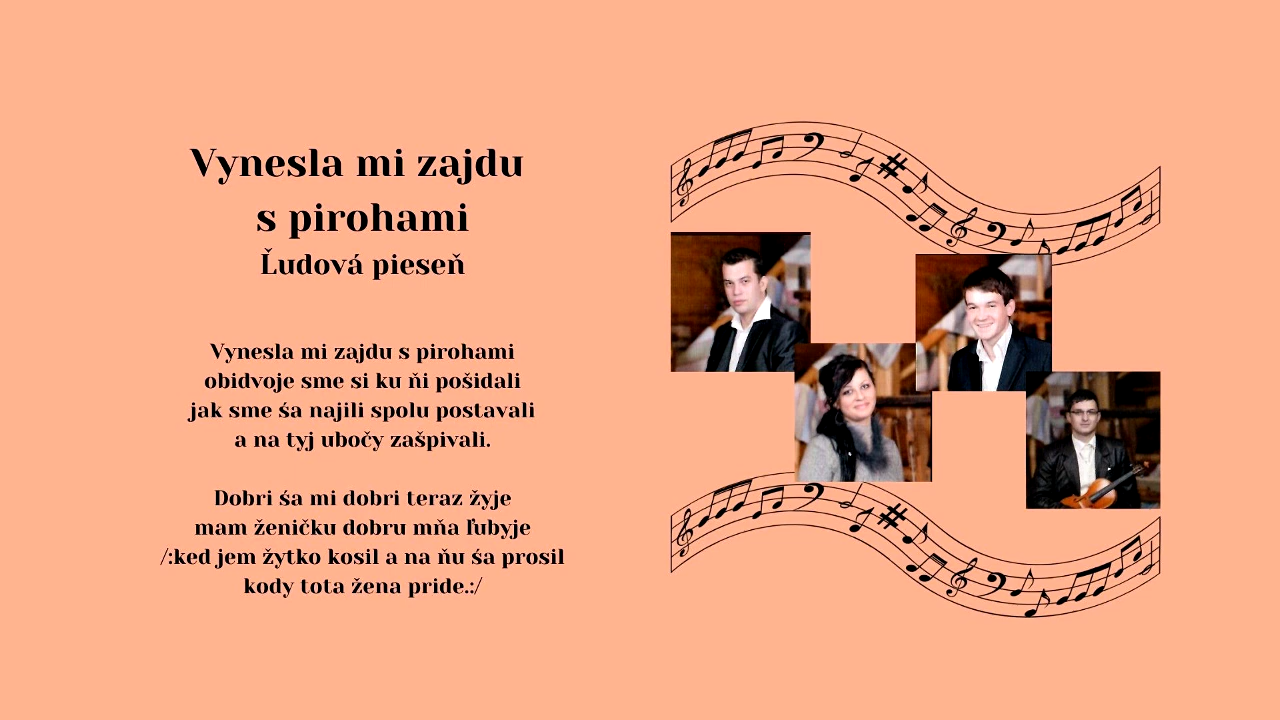 Vynesla mi zajdu
s pirohami
Ľudová pieseň
Vynesla mi zajdu s pirohami
obidvoje sme si ku ňi pošidali
jak sme śa najili spolu postavali
a na tyj ubočy zašpivali.
Dobri śa mi dobri teraz žyje
mam ženičku dobru mňa ľubyje
/:ked jem žytko kosil a na ňu śa prosil
kody tota žena pride.:/